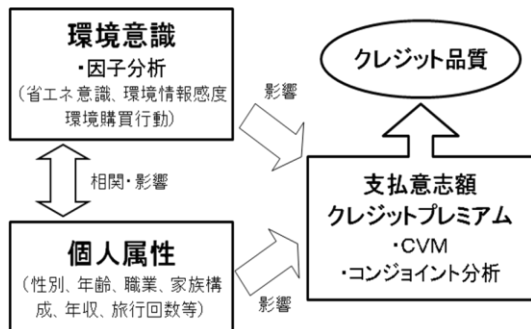 環境意識
・因子分析
（省エネ意識、環境情報感度
環境購買行動）
影響
クレジット品質
相関・影響
支払意志額
クレジットプレミアム
・CVM
・コンジョイント分析
個人属性
（性別、年齢、職業、家族構
成、年収、旅行回数等）
影響